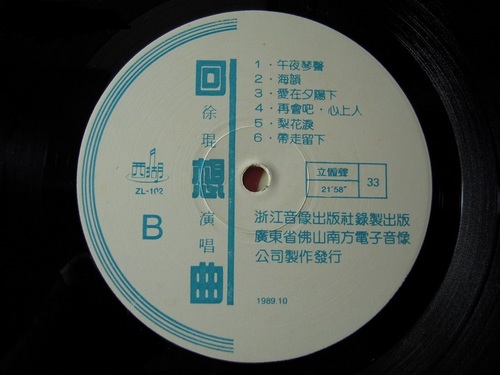 回想曲
徐琨演唱
1·午夜琴聲
2·海韻
3·愛在夕陽下
4·再會吧·心上人
5·梨花淚
6·帶走留下
ZL-102
B
立體聲
21'58"
33
浙江音像出版社錄製出版
廣東省佛山南方電子音像
公司製作發行
1989.10